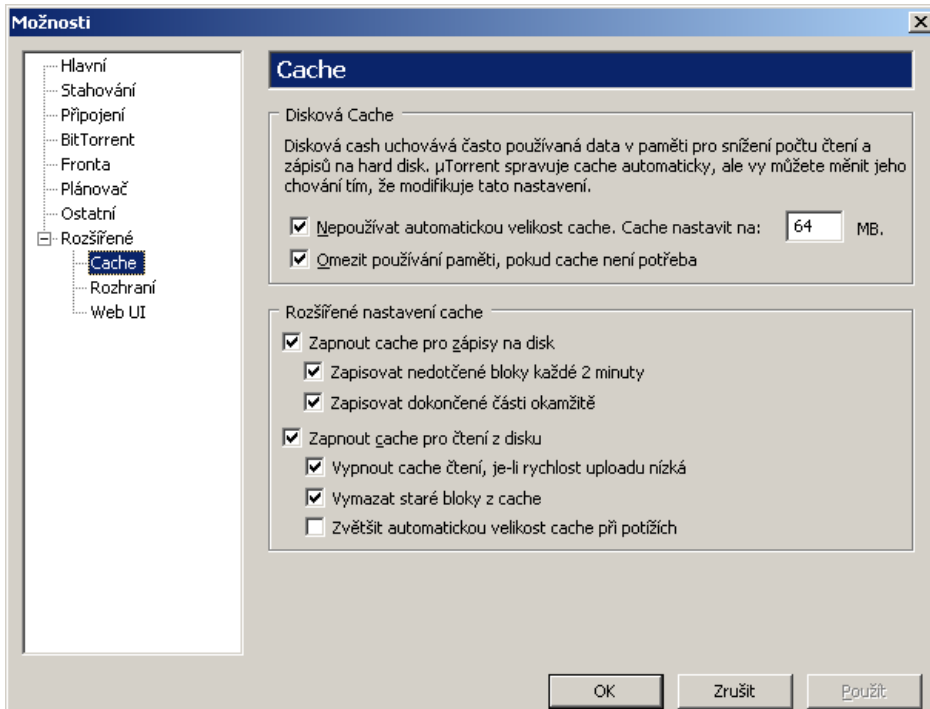 Možnosti
Hlavní
Stahování
Připojení
BitTorrent
Fronta
Plánovač
Ostatní
Rozšířené
Cache
Rozhraní
Web UI
Cache
Disková Cache
Disková cash uchovává často používaná data v paměti pro snížení počtu čtení a
zápisů na hard disk. µTorrent spravuje cache automaticky, ale vy můžete měnit jeho
chování tím, že modifikuje tato nastavení.
Nepoužívat automatickou velikost cache. Cache nastavit na: 64 MB.
Omezit používání paměti, pokud cache není potřeba
Rozšířené nastavení cache
Zapnout cache pro zápisy na disk
Zapisovat nedotčené bloky každé 2 minuty
Zapisovat dokončené části okamžitě
Zapnout cache pro čtení z disku
Vypnout cache čtení, je-li rychlost uploadu nízká
Vymazat staré bloky z cache
Zvětšit automatickou velikost cache při potížích
OK Zrušit Použít